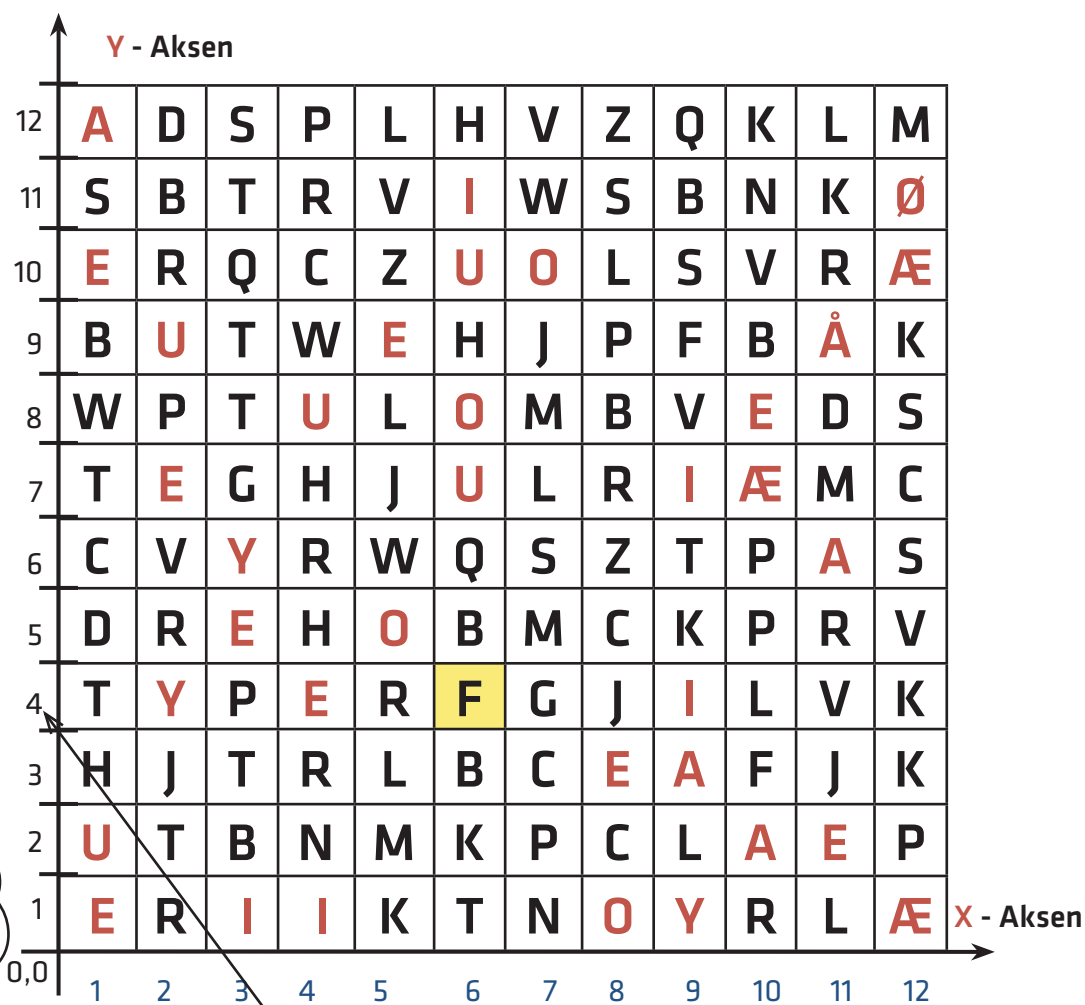 Y - Aksen
12 A D S P L H V Z Q K L M
11 S B T R V I W S B N K Ø
10 E R Q C Z U O L S V R Æ
9 B U T W E H J P F B Å K
8 W P T U L O M B V E D S
7 T E G H J U L R I Æ M C
6 C V Y R W Q S Z T P A S
5 D R E H O B M C K P R V
4 T Y P E R F G J I L V K
3 H J T R L B C E A F J K
2 U T B N M K P C L A E P
1 E R I I K T N O Y R L Æ X - Aksen
0,0 1 2 3 4 5 6 7 8 9 10 11 12